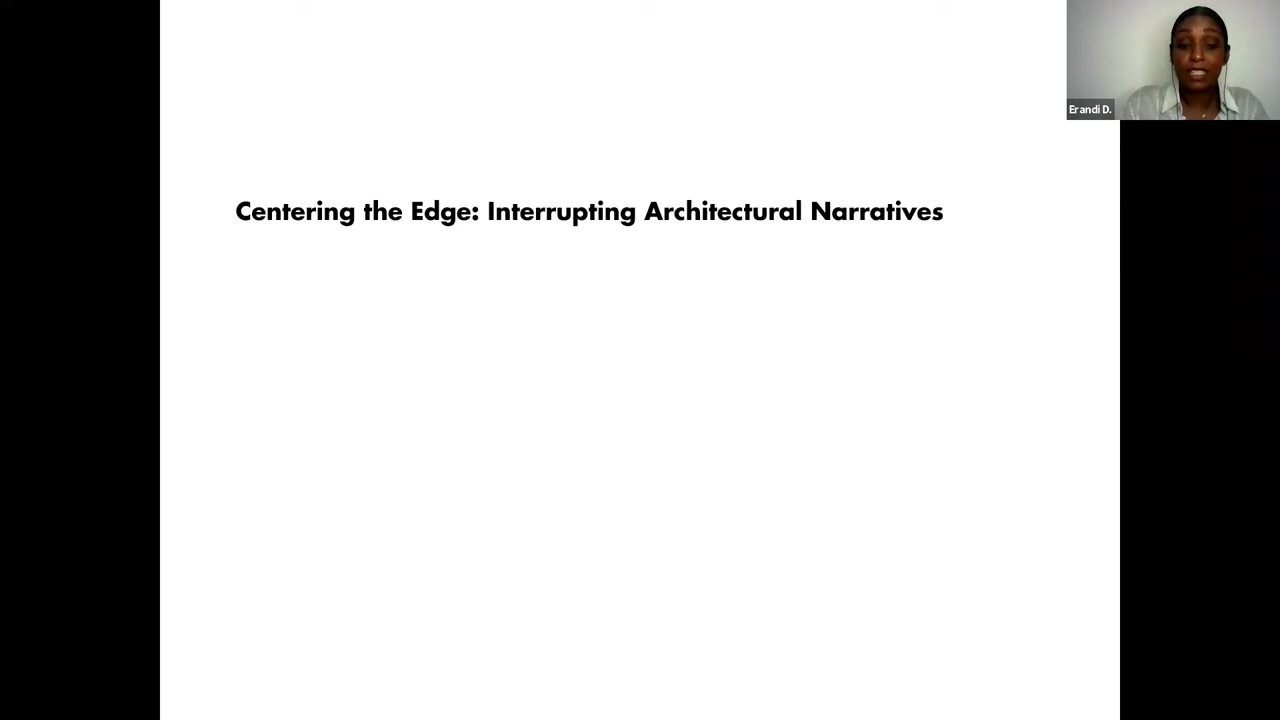 Erandi D.
Centering the Edge: Interrupting Architectural Narratives